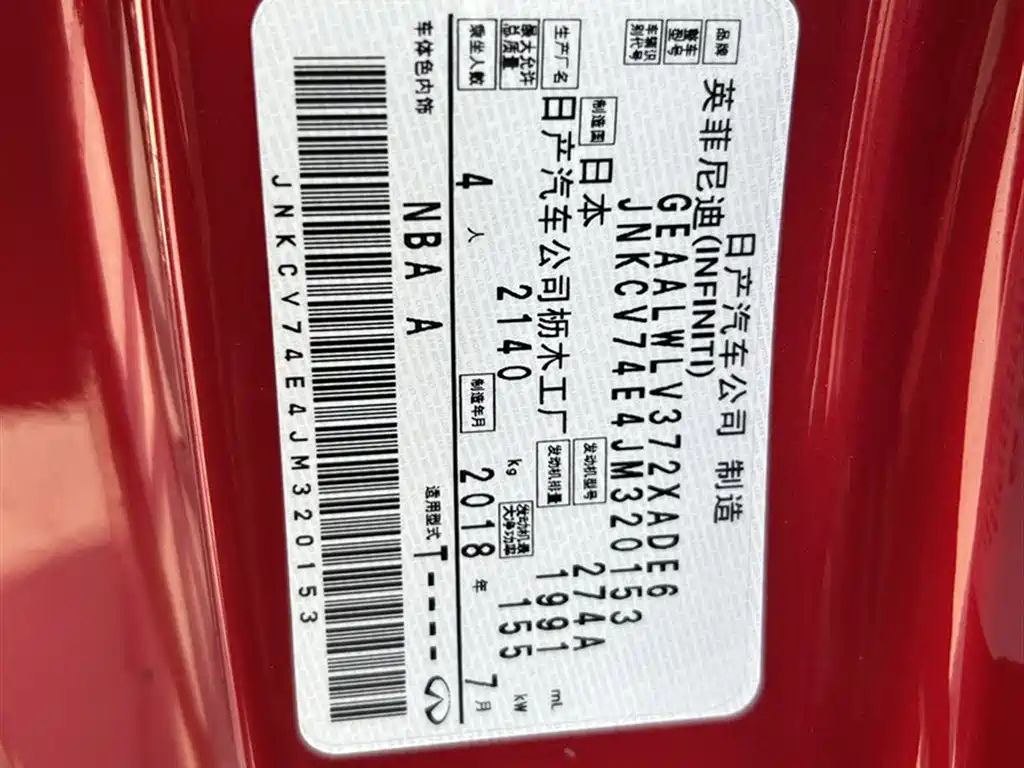 日产汽车公司 制造
品牌 英菲尼迪(INFINITI)
整车型号 GEAALWLV372XADE6
车辆识别代号 JNKCV74E4JM320153
制造国 日本 发动机型号 274A
生产厂名 日产汽车公司枥木工厂 发动机排量 1991 mL
最大允许总质量 2140 kg 发动机最大净功率 155 kW
乘坐人数 4 人 制造年月 2018 年 7 月
车体色内饰 NBA A 适用型式 T-----
JNKCV74E4JM320153